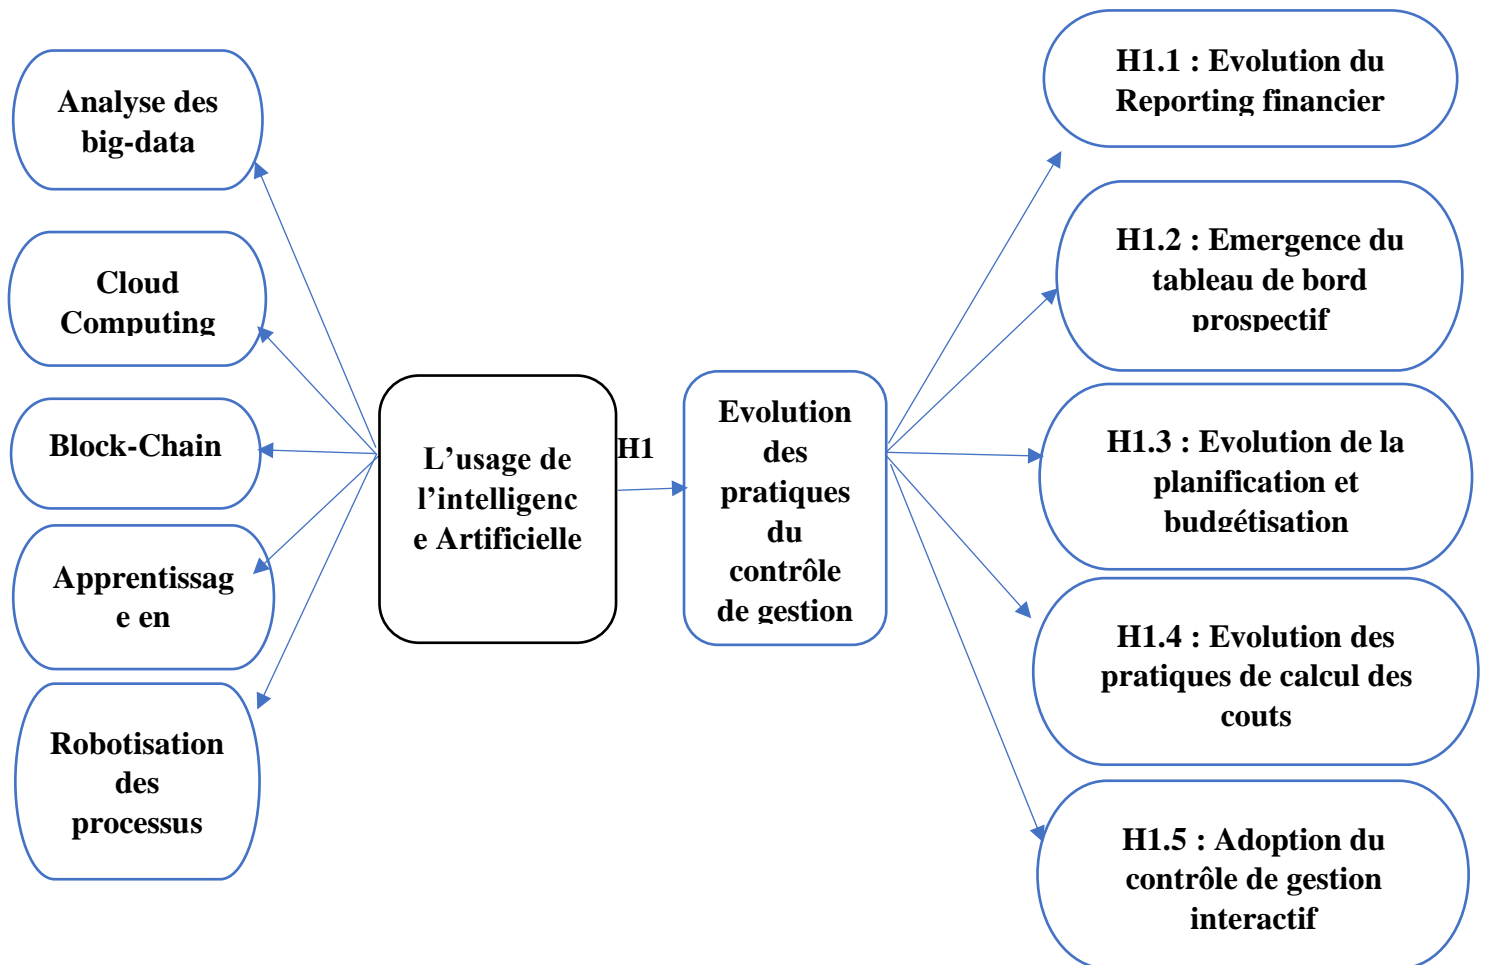 Analyse des
big-data
Cloud
Computing
Block-Chain
Apprentissag
e en
Robotisation
des
processus
L’usage de
l’intelligenc
e Artificielle
H1
Evolution
des
pratiques
du
contrôle
de gestion
H1.1 : Evolution du
Reporting financier
H1.2 : Emergence du
tableau de bord
prospectif
H1.3 : Evolution de la
planification et
budgétisation
H1.4 : Evolution des
pratiques de calcul des
couts
H1.5 : Adoption du
contrôle de gestion
interactif